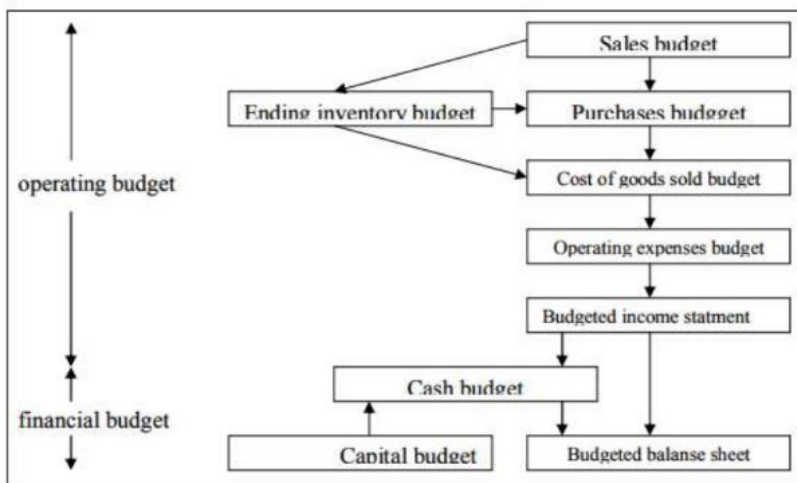 Sales budget
Ending inventory budget
Purchases budgget
operating budget
Cost of goods sold budget
Operating expenses budget
Budgeted income statment
Cash budget
financial budget
Capital budget
Budgeted balanse sheet